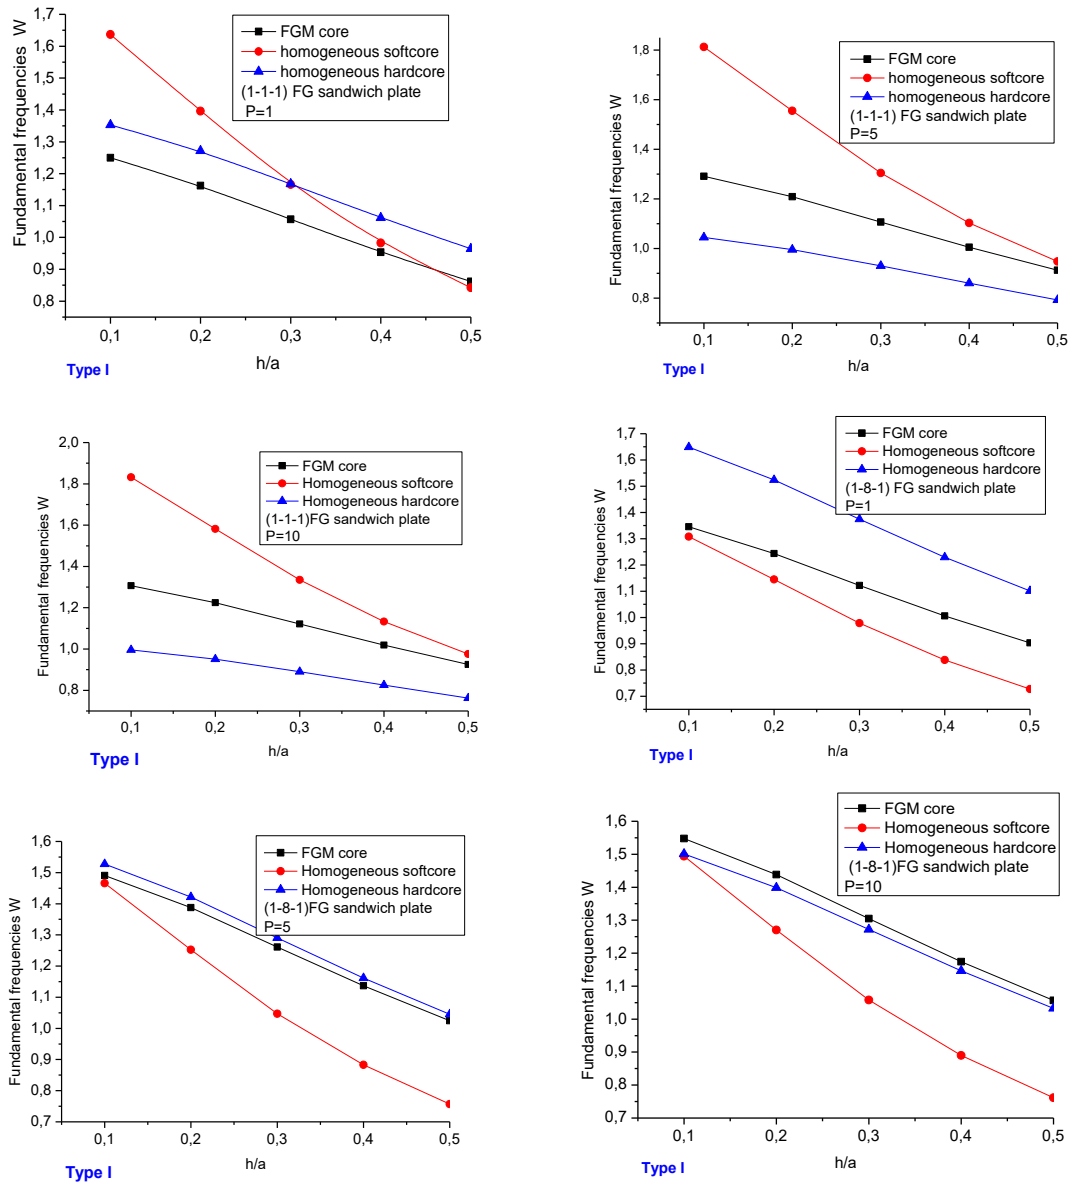 Fundamental frequencies W
1,7
1,6
1,5
1,4
1,3
1,2
1,1
1,0
0,9
0,8
FGM core
homogeneous softcore
homogeneous hardcore
(1-1-1) FG sandwich plate
P=1
0,1
0,2
0,3
0,4
0,5
h/a
Type I
Fundamental frequencies W
1,8
1,6
1,4
1,2
1,0
0,8
FGM core
homogeneous softcore
homogeneous hardcore
(1-1-1) FG sandwich plate
P=5
0,1
0,2
0,3
0,4
0,5
h/a
Type I
Fundamental frequencies W
2,0
1,8
1,6
1,4
1,2
1,0
0,8
FGM core
Homogeneous softcore
Homogeneous hardcore
(1-1-1)FG sandwich plate
P=10
0,1
0,2
0,3
0,4
0,5
h/a
Type I
Fundamental frequencies W
1,7
1,6
1,5
1,4
1,3
1,2
1,1
1,0
0,9
0,8
0,7
FGM core
Homogeneous softcore
Homogeneous hardcore
(1-8-1) FG sandwich plate
P=1
0,1
0,2
0,3
0,4
0,5
h/a
Type I
Fundamental frequencies W
1,6
1,5
1,4
1,3
1,2
1,1
1,0
0,9
0,8
0,7
FGM core
Homogeneous softcore
Homogeneous hardcore
(1-8-1)FG sandwich plate
P=5
0,1
0,2
0,3
0,4
0,5
h/a
Type I
Fundamental frequencies W
1,6
1,5
1,4
1,3
1,2
1,1
1,0
0,9
0,8
0,7
FGM core
Homogeneous softcore
Homogeneous hardcore
(1-8-1)FG sandwich plate
P=10
0,1
0,2
0,3
0,4
0,5
h/a
Type I